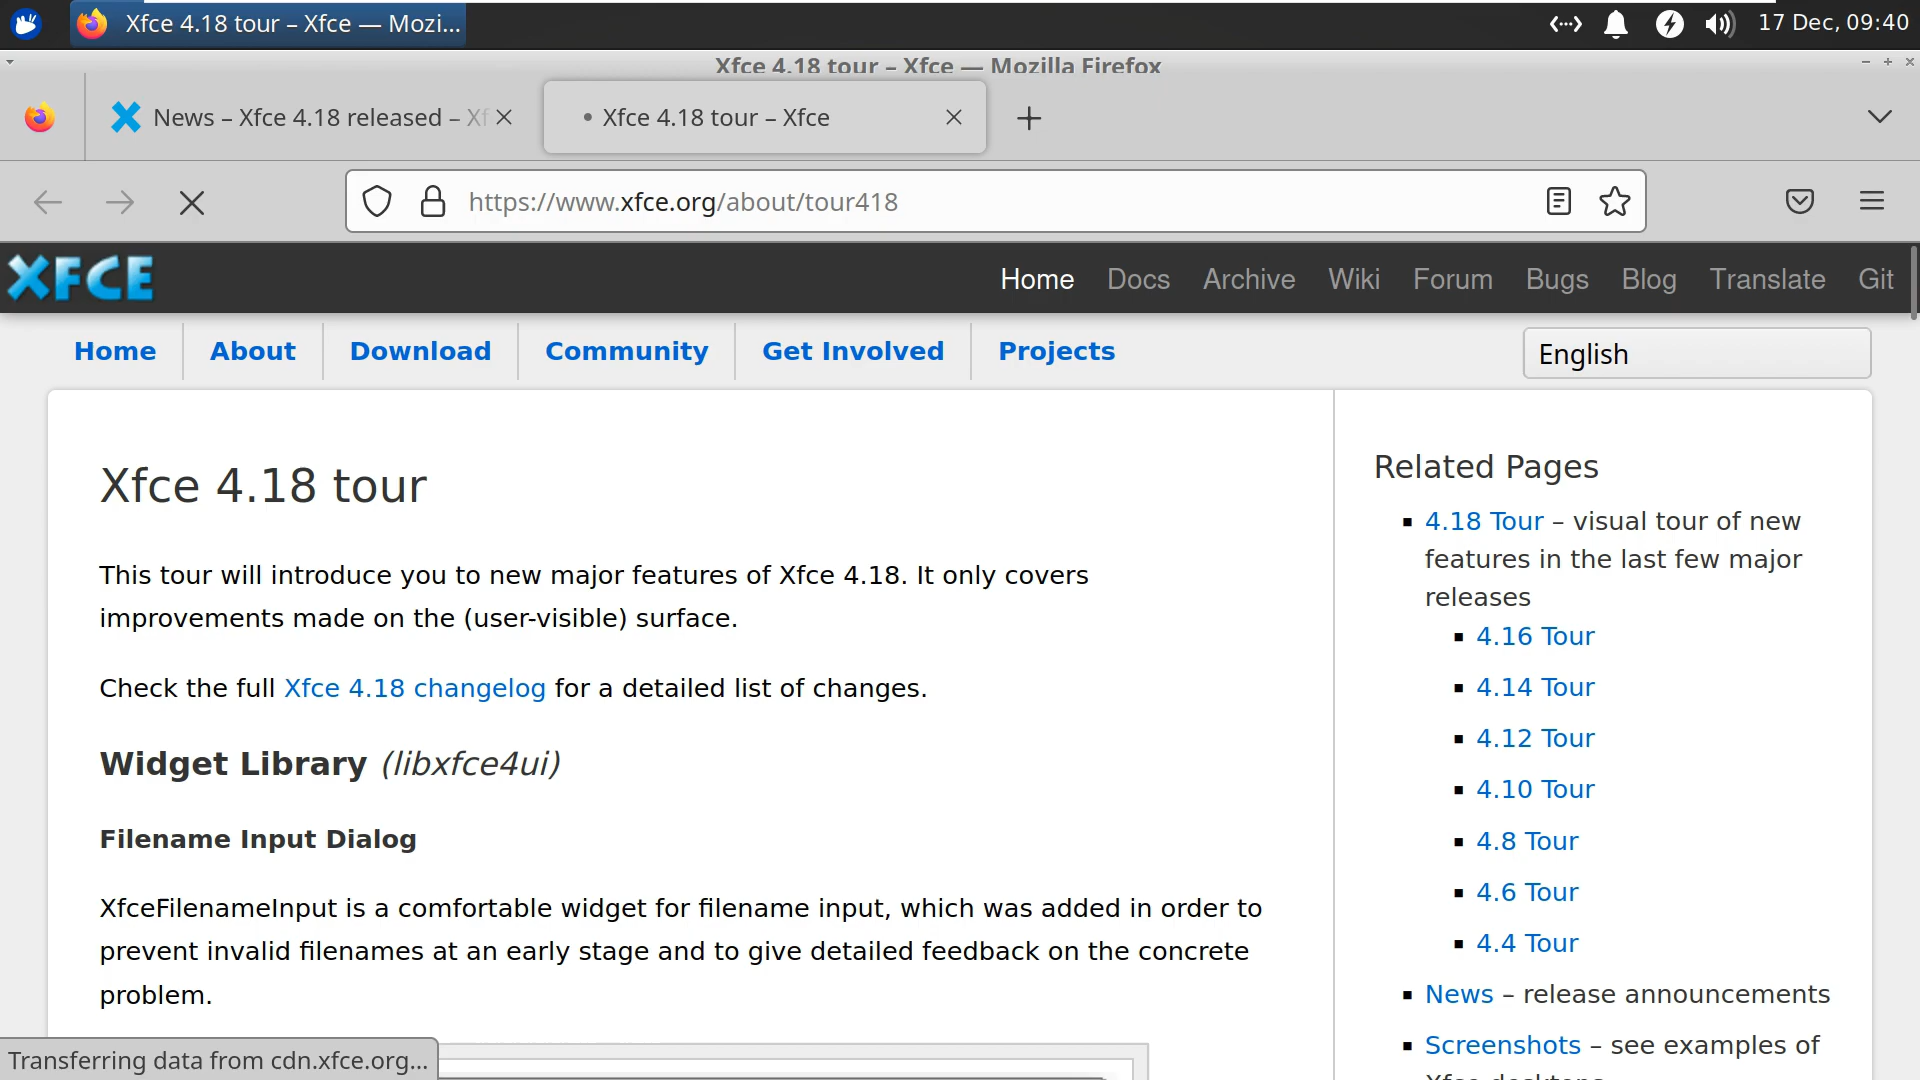 Xfce 4.18 tour – Xfce — Mozi...
17 Dec, 09:40
Xfce 4.18 tour – Xfce — Mozilla Firefox
News – Xfce 4.18 released – Xf
Xfce 4.18 tour – Xfce
https://www.xfce.org/about/tour418
XFCE
Home Docs Archive Wiki Forum Bugs Blog Translate Git
Home About Download Community Get Involved Projects
English
Xfce 4.18 tour
This tour will introduce you to new major features of Xfce 4.18. It only covers
improvements made on the (user-visible) surface.
Check the full Xfce 4.18 changelog for a detailed list of changes.
Widget Library (libxfce4ui)
Filename Input Dialog
XfceFilenameInput is a comfortable widget for filename input, which was added in order to
prevent invalid filenames at an early stage and to give detailed feedback on the concrete
problem.
Related Pages
4.18 Tour – visual tour of new
features in the last few major
releases
4.16 Tour
4.14 Tour
4.12 Tour
4.10 Tour
4.8 Tour
4.6 Tour
4.4 Tour
News – release announcements
Screenshots – see examples of
Transferring data from cdn.xfce.org...